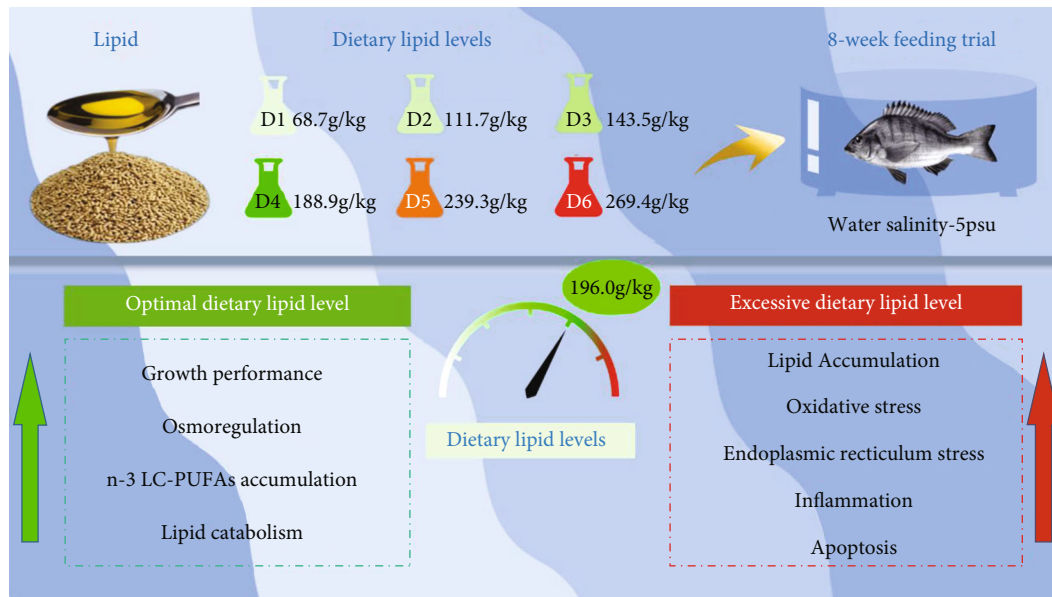 Lipid
Dietary lipid levels
8-week feeding trial
D1 68.7g/kg
D2 111.7g/kg
D3 143.5g/kg
D4 188.9g/kg
D5 239.3g/kg
D6 269.4g/kg
Water salinity-5psu
196.0g/kg
Optimal dietary lipid level
Growth performance
Osmoregulation
n-3 LC-PUFAs accumulation
Lipid catabolism
Dietary lipid levels
Excessive dietary lipid level
Lipid Accumulation
Oxidative stress
Endoplasmic recticulum stress
Inflammation
Apoptosis